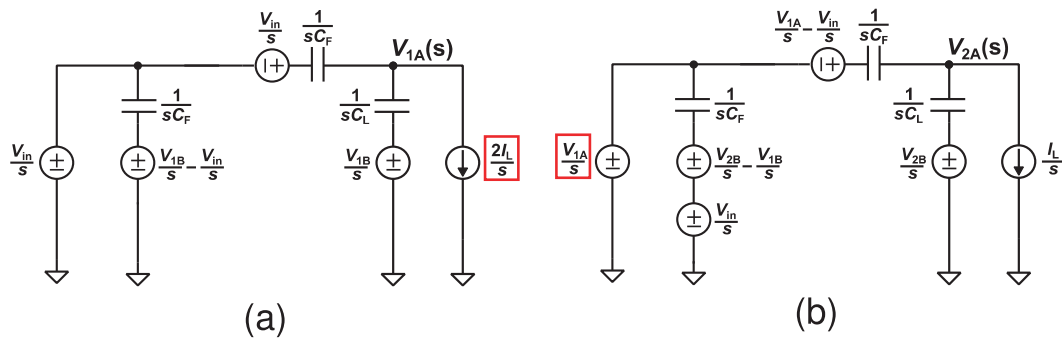 V_in/s
1/sC_F
V_1A(s)
1/sC_F
1/sC_L
V_in/s
V_1B/s − V_in/s
V_1B/s
2I_L/s
(a)
V_1A/s − V_in/s
1/sC_F
V_2A(s)
1/sC_F
1/sC_L
V_1A/s
V_2B/s − V_1B/s
V_2B/s
I_L/s
V_in/s
(b)